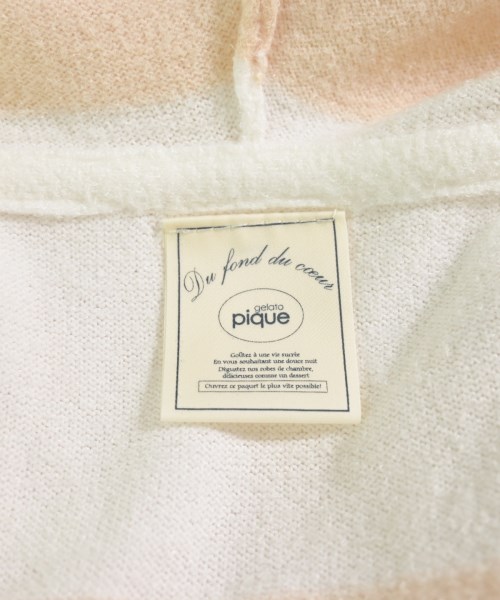 Du fond du cœur
gelato
pique
Goûtez à une vie sucrée
En vous souhaitant une douce nuit
Dégustez nos robes de chambre,
délicieuses comme un dessert
Ouvrez ce paquet le plus vite possible!